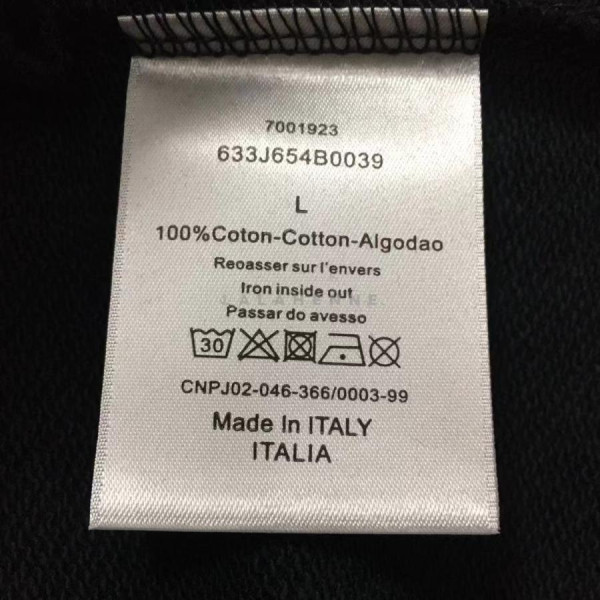 7001923
633J654B0039
L
100%Coton-Cotton-Algodao
Reoasser sur l'envers
Iron inside out
JALAHERNE
Passar do avesso
30
CNPJ02-046-366/0003-99
Made In ITALY
ITALIA